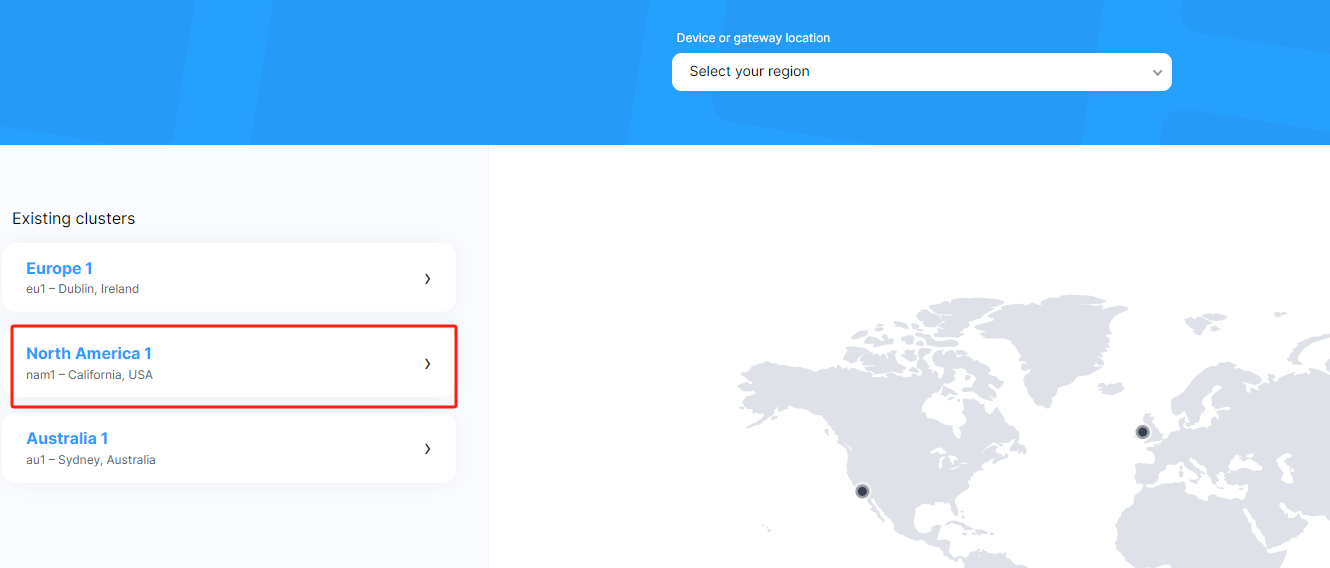 Device or gateway location
Select your region
Existing clusters
Europe 1
eu1 – Dublin, Ireland
North America 1
nam1 – California, USA
Australia 1
au1 – Sydney, Australia